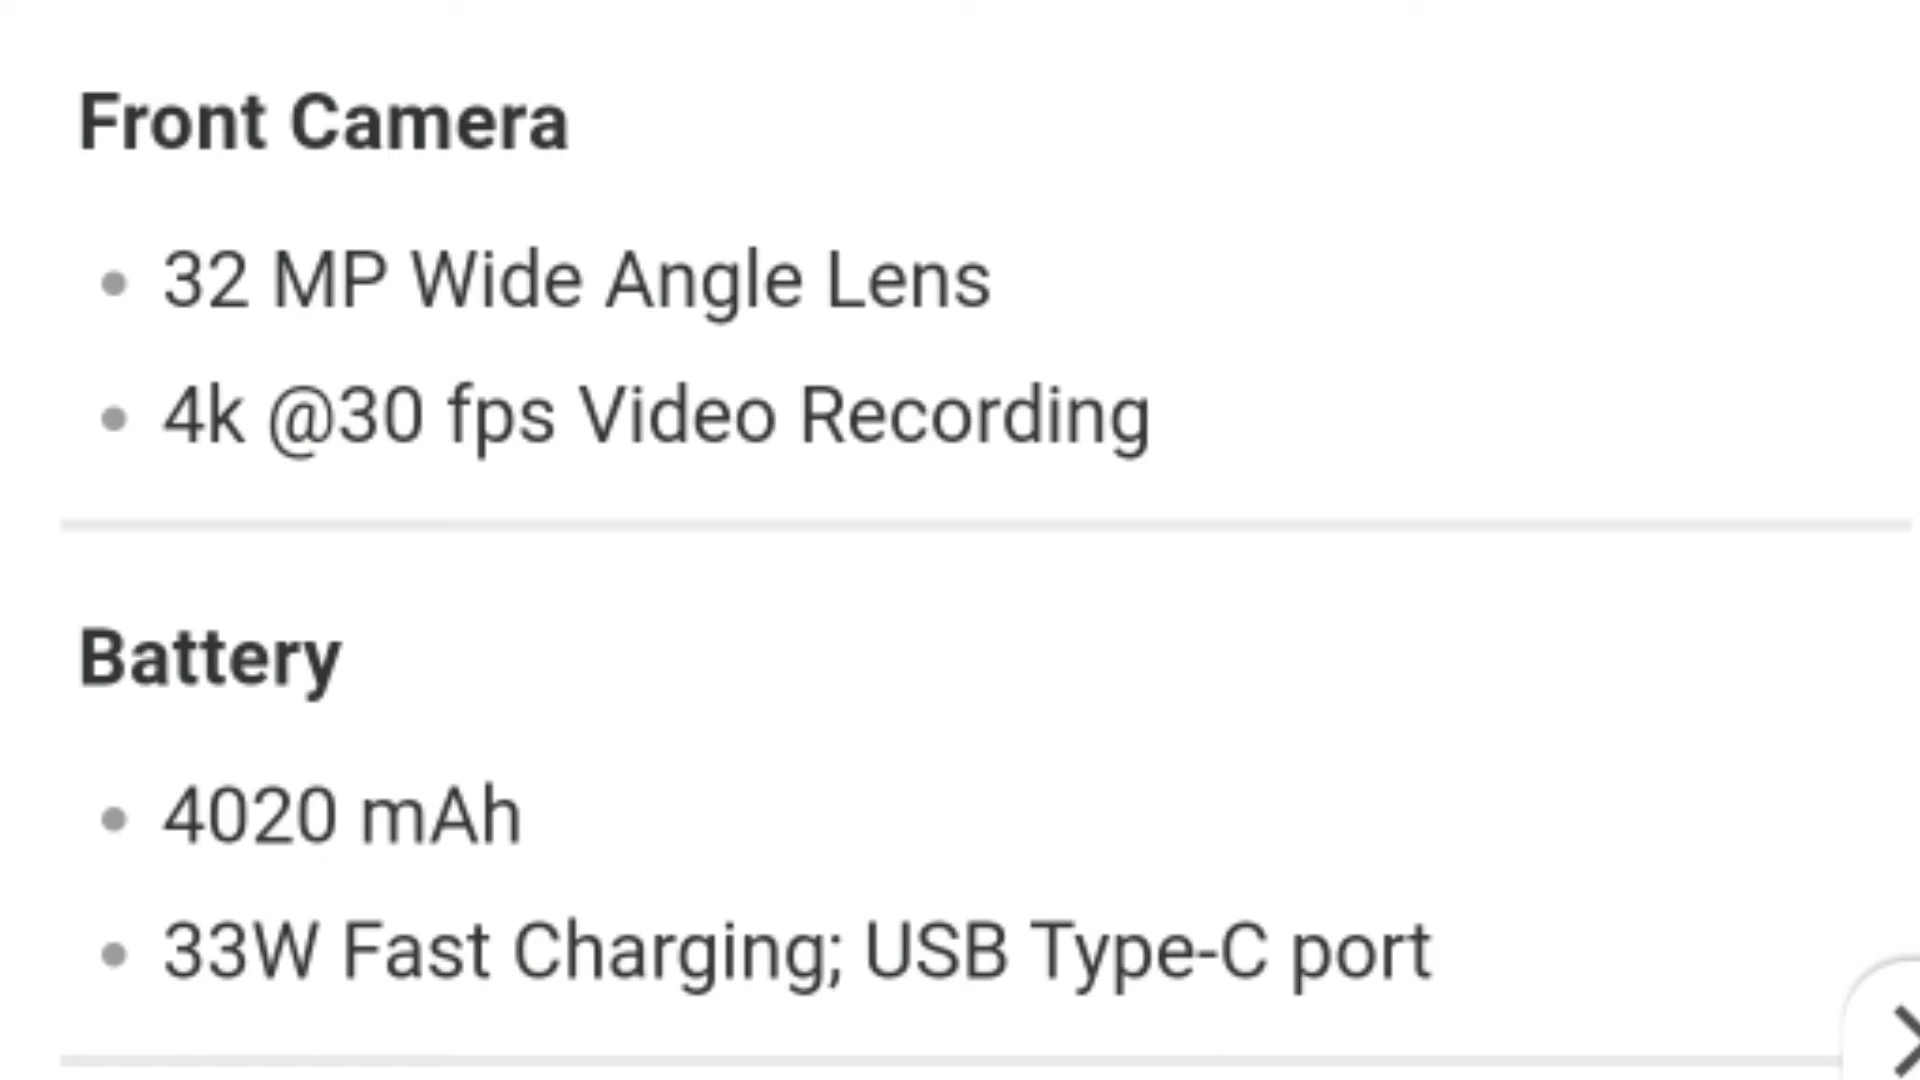 Front Camera
32 MP Wide Angle Lens
4k @30 fps Video Recording
Battery
4020 mAh
33W Fast Charging; USB Type-C port